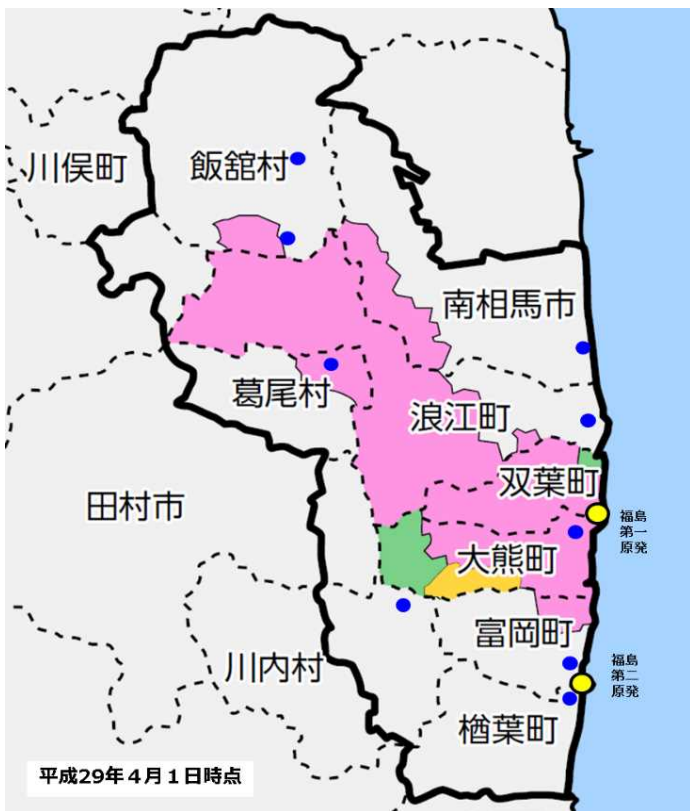 川俣町
飯舘村
南相馬市
葛尾村
浪江町
双葉町
田村市
福島
第一
原発
大熊町
富岡町
川内村
福島
第二
原発
楢葉町
平成29年4月1日時点